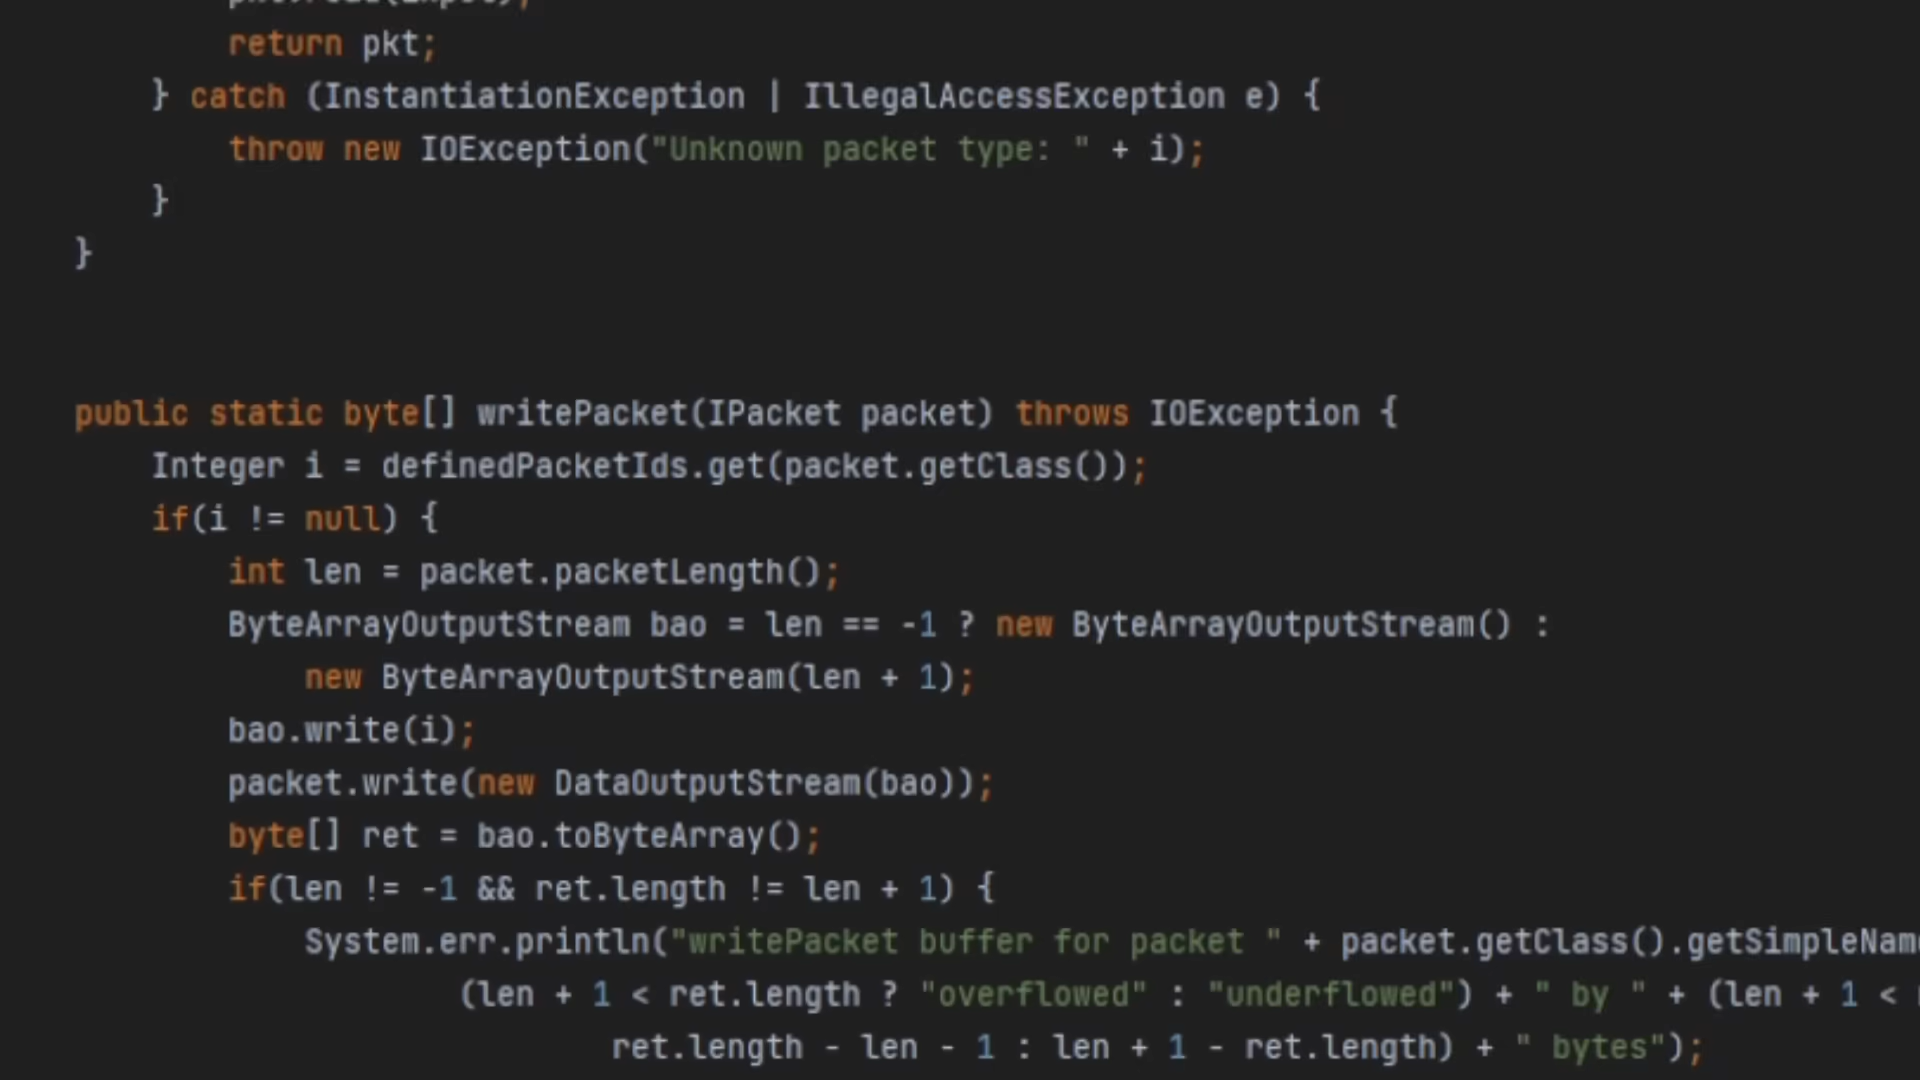 return pkt;
} catch (InstantiationException | IllegalAccessException e) {
throw new IOException("Unknown packet type: " + i);
}
}
public static byte[] writePacket(IPacket packet) throws IOException {
Integer i = definedPacketIds.get(packet.getClass());
if(i != null) {
int len = packet.packetLength();
ByteArrayOutputStream bao = len == -1 ? new ByteArrayOutputStream() :
new ByteArrayOutputStream(len + 1);
bao.write(i);
packet.write(new DataOutputStream(bao));
byte[] ret = bao.toByteArray();
if(len != -1 && ret.length != len + 1) {
System.err.println("writePacket buffer for packet " + packet.getClass().getSimpleNam
(len + 1 < ret.length ? "overflowed" : "underflowed") + " by " + (len + 1 <
ret.length - len - 1 : len + 1 - ret.length) + " bytes");